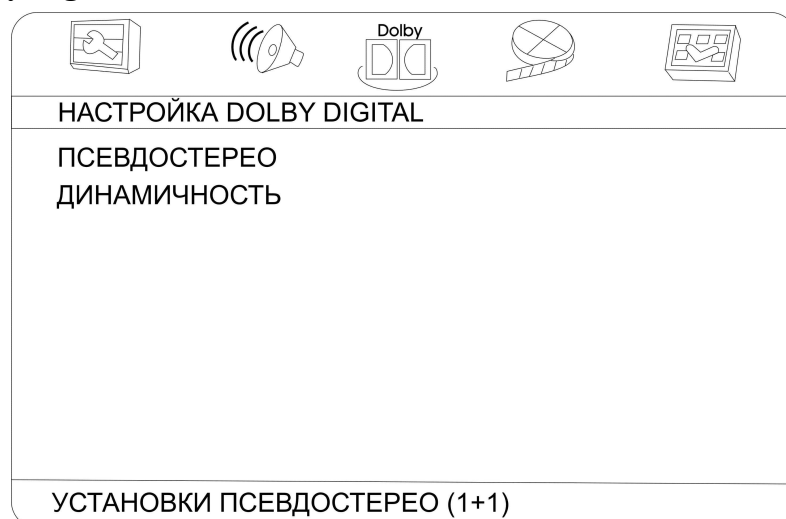 Dolby
НАСТРОЙКА DOLBY DIGITAL
ПСЕВДОСТЕРЕО
ДИНАМИЧНОСТЬ
УСТАНОВКИ ПСЕВДОСТЕРЕО (1+1)